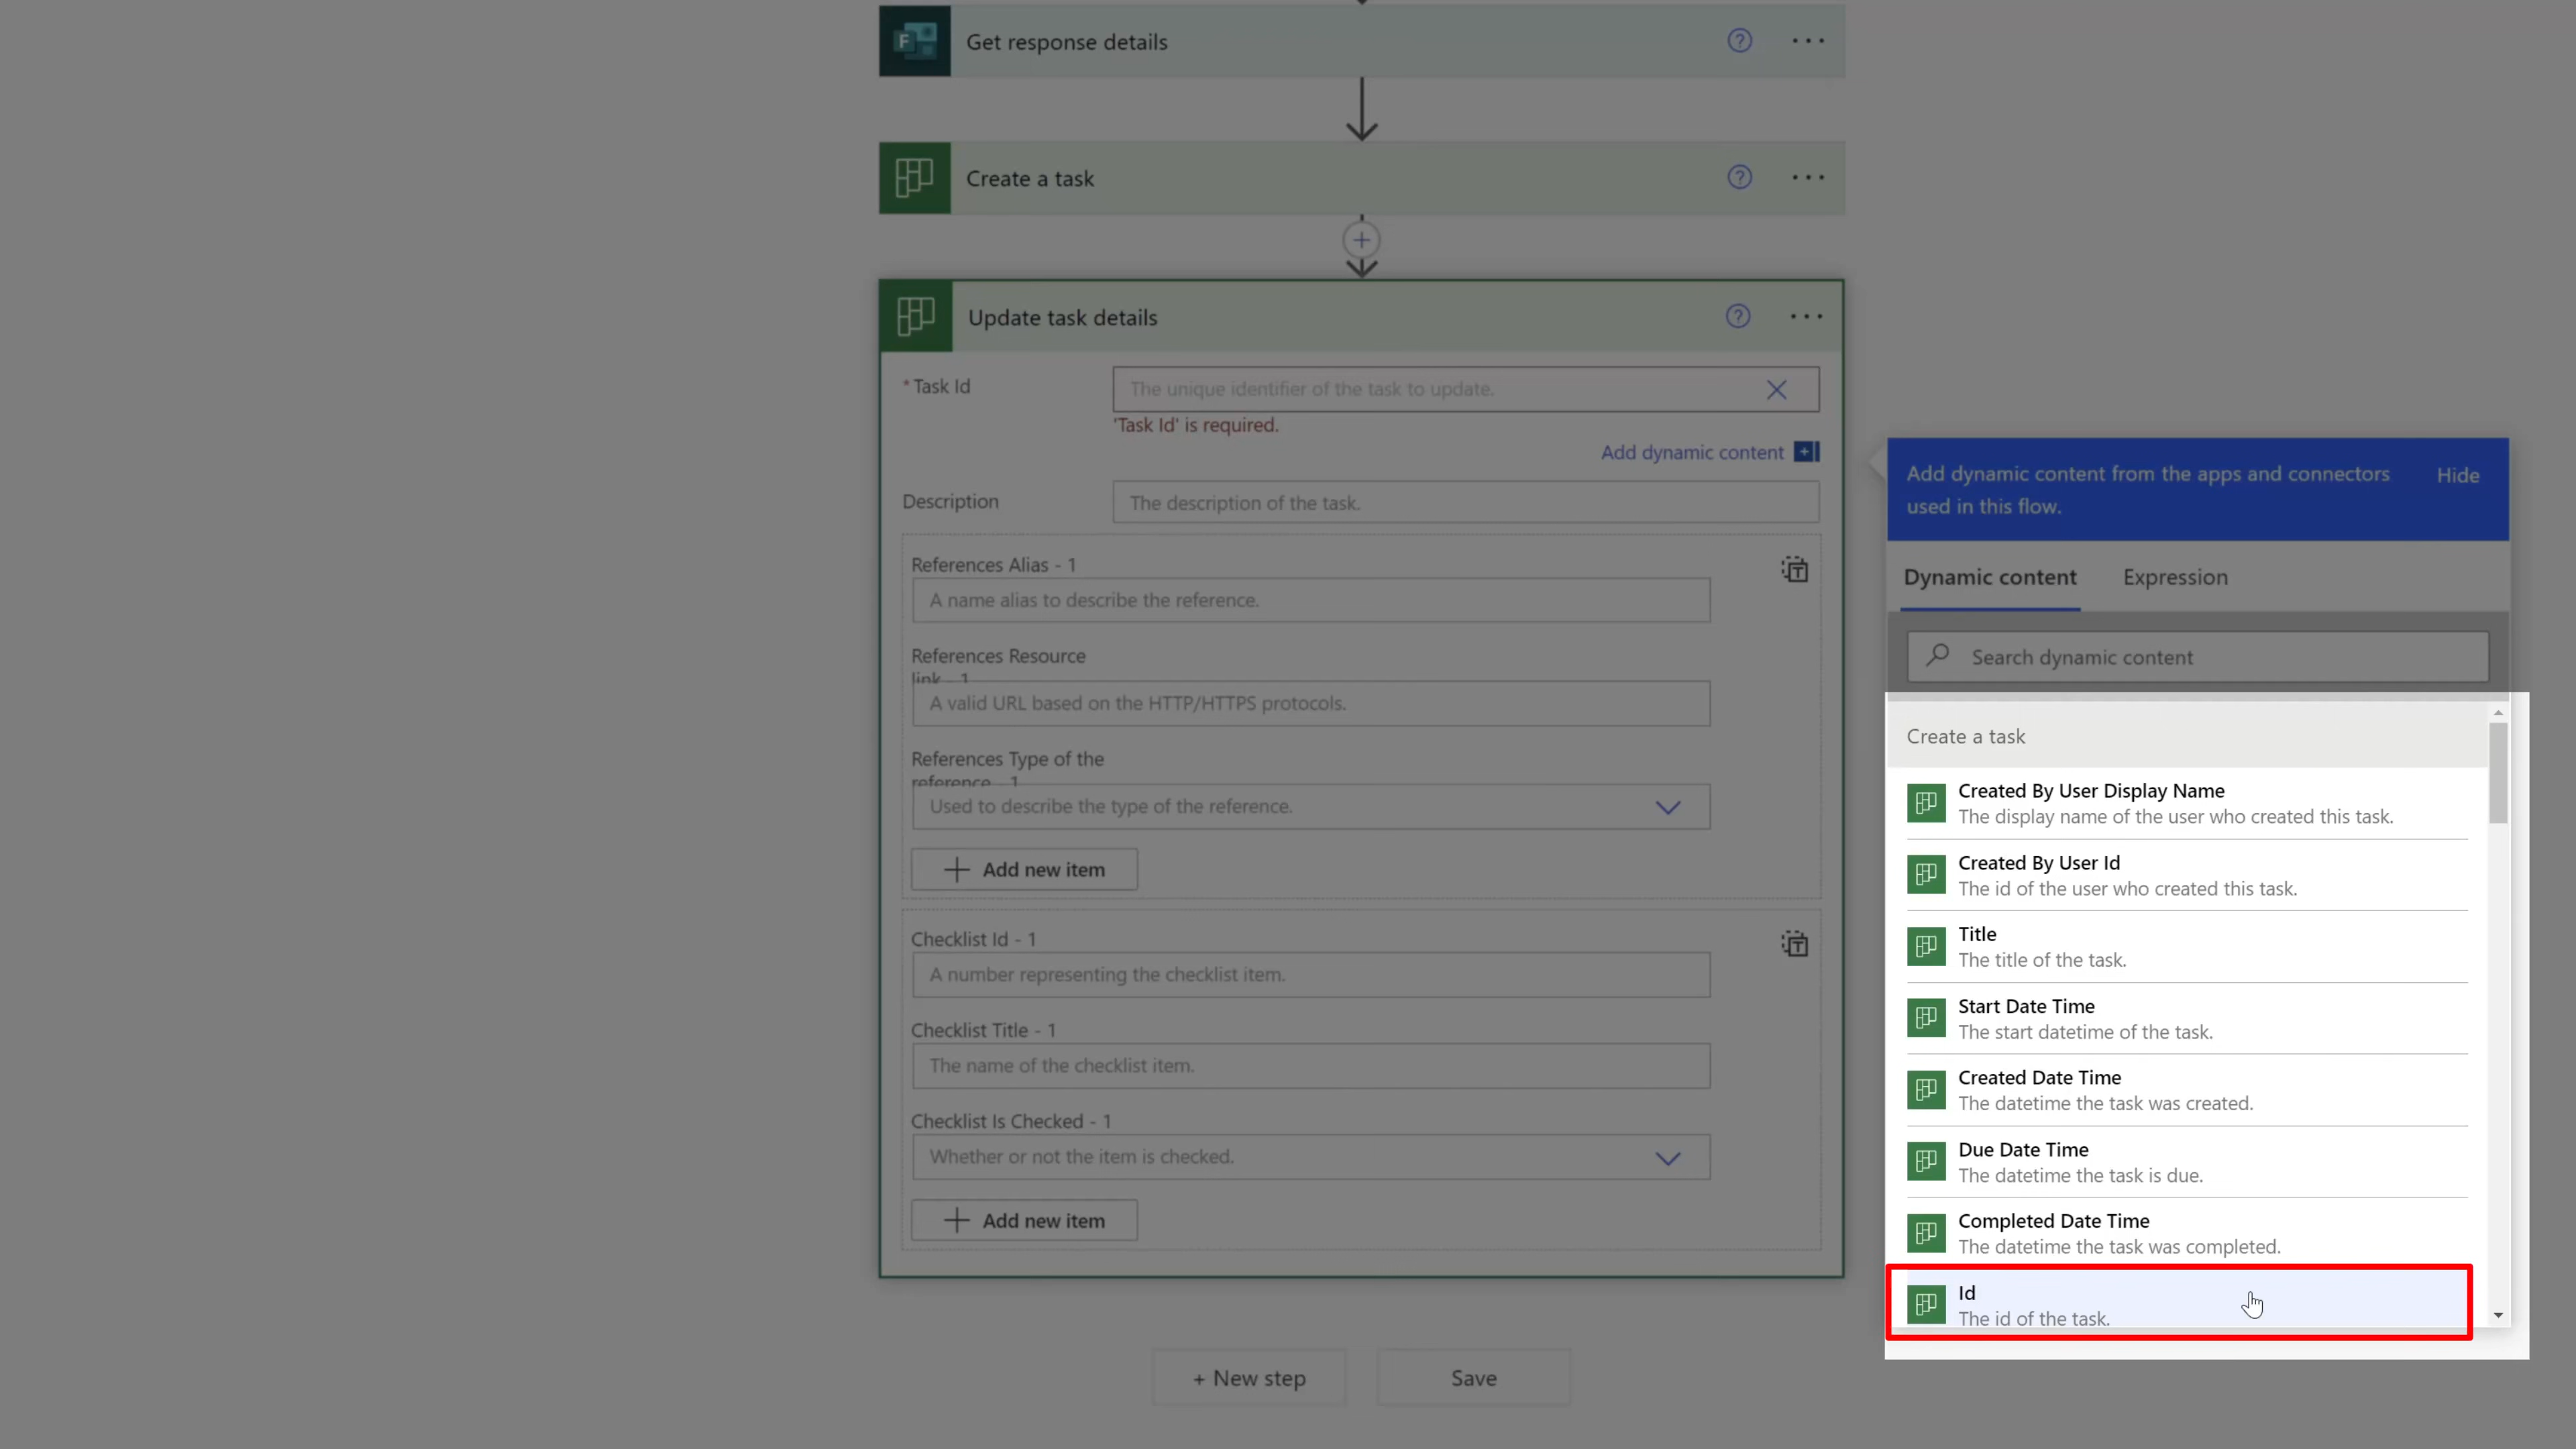 Get response details
Create a task
Update task details
* Task Id
The unique identifier of the task to update.
'Task Id' is required.
Add dynamic content
Description
The description of the task.
References Alias - 1
A name alias to describe the reference.
References Resource
link - 1
A valid URL based on the HTTP/HTTPS protocols.
References Type of the
reference - 1
Used to describe the type of the reference.
Add new item
Checklist Id - 1
A number representing the checklist item.
Checklist Title - 1
The name of the checklist item.
Checklist Is Checked - 1
Whether or not the item is checked.
Add new item
+ New step
Save
Add dynamic content from the apps and connectors
used in this flow.
Hide
Dynamic content
Expression
Search dynamic content
Create a task
Created By User Display Name
The display name of the user who created this task.
Created By User Id
The id of the user who created this task.
Title
The title of the task.
Start Date Time
The start datetime of the task.
Created Date Time
The datetime the task was created.
Due Date Time
The datetime the task is due.
Completed Date Time
The datetime the task was completed.
Id
The id of the task.